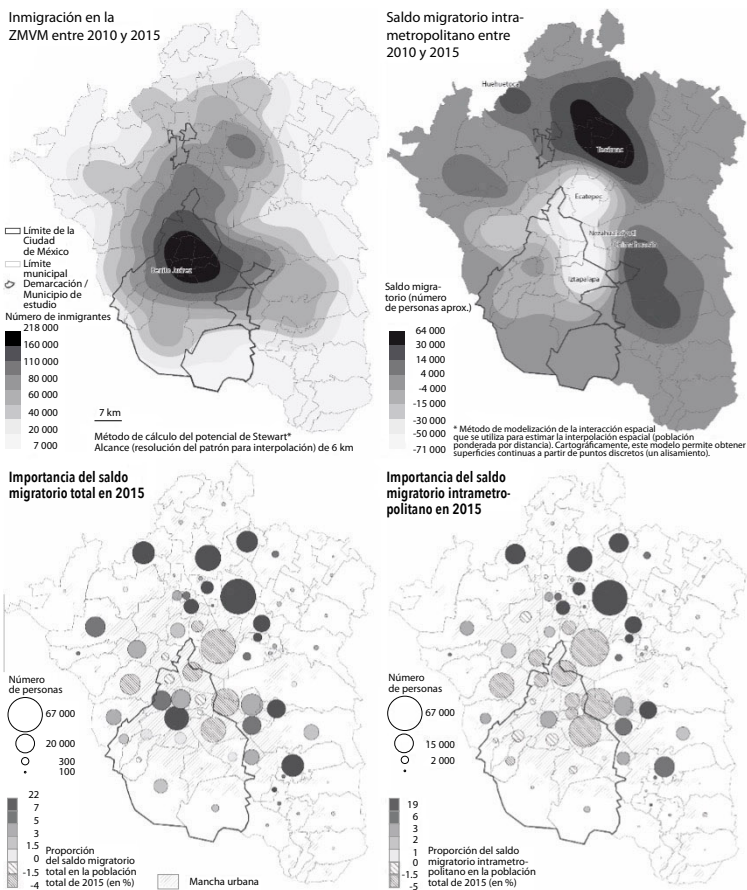 Inmigración en la
ZMVM entre 2010 y 2015
Límite de la
Ciudad
de México
Límite
municipal
Demarcación /
Municipio de
estudio
Número de inmigrantes
218 000
160 000
110 000
80 000
60 000
40 000
20 000
7 000
Benito Juárez
7 km
Método de cálculo del potencial de Stewart*
Alcance (resolución del patrón para interpolación) de 6 km
Saldo migratorio intra-
metropolitano entre
2010 y 2015
Huehuetoca
Tecámac
Ecatepec
Nezahualcóyotl
Chimalhuacán
Iztapalapa
Saldo migra-
torio (número
de personas aprox.)
64 000
30 000
14 000
4 000
-4 000
-15 000
-30 000
-50 000
-71 000
* Método de modelización de la interacción espacial
que se utiliza para estimar la interpolación espacial (población
ponderada por distancia). Cartográficamente, este modelo permite obtener
superficies continuas a partir de puntos discretos (un alisamiento).
Importancia del saldo
migratorio total en 2015
Número
de personas
67 000
20 000
300
100
22
7
5
3
1.5
0
-1.5
-4
Proporción
del saldo migratorio
total en la población
total de 2015 (en %)
Mancha urbana
Importancia del saldo
migratorio intrametro-
politano en 2015
Número
de personas
67 000
15 000
2 000
19
6
3
2
1
0
-1.5
-5
Proporción del saldo
migratorio intrametro-
politano en la población
total de 2015 (en %)